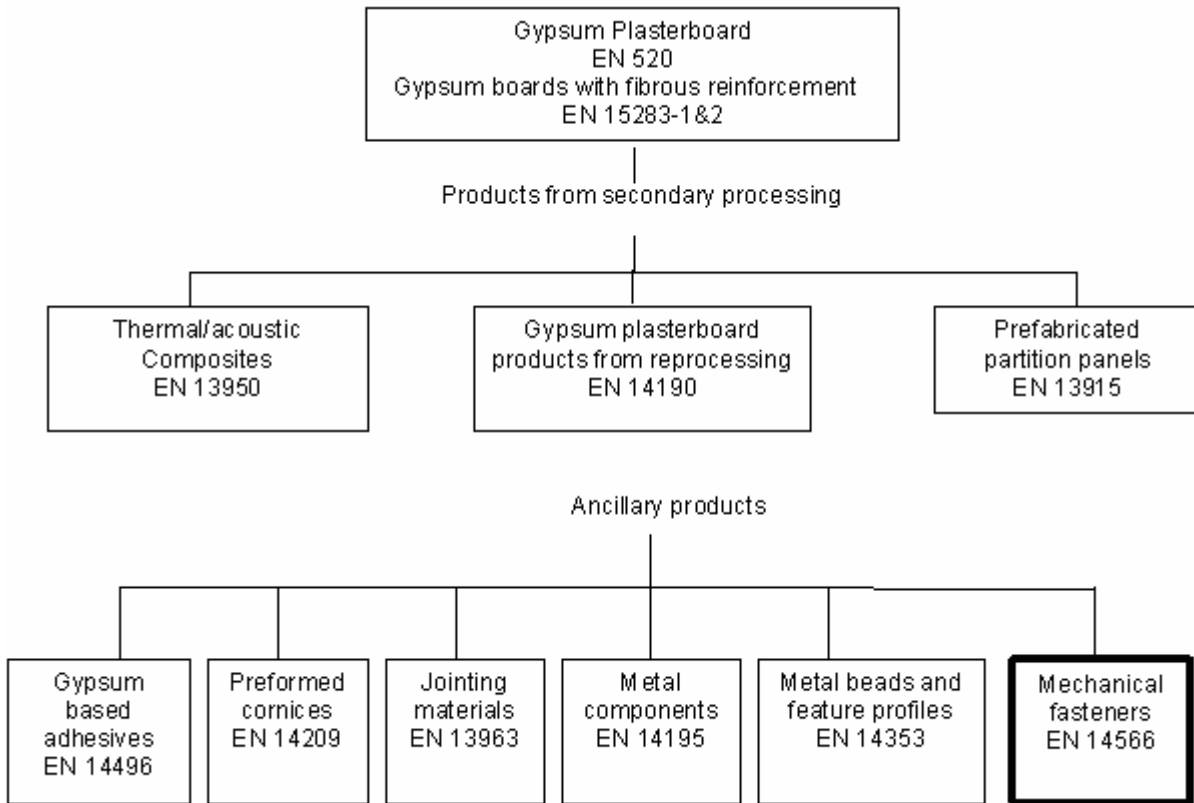 Gypsum Plasterboard
EN 520
Gypsum boards with fibrous reinforcement
EN 15283-1&2
Products from secondary processing
Thermal/acoustic
Composites
EN 13950
Gypsum plasterboard
products from reprocessing
EN 14190
Prefabricated
partition panels
EN 13915
Ancillary products
Gypsum
based
adhesives
EN 14496
Preformed
cornices
EN 14209
Jointing
materials
EN 13963
Metal
components
EN 14195
Metal beads and
feature profiles
EN 14353
Mechanical
fasteners
EN 14566